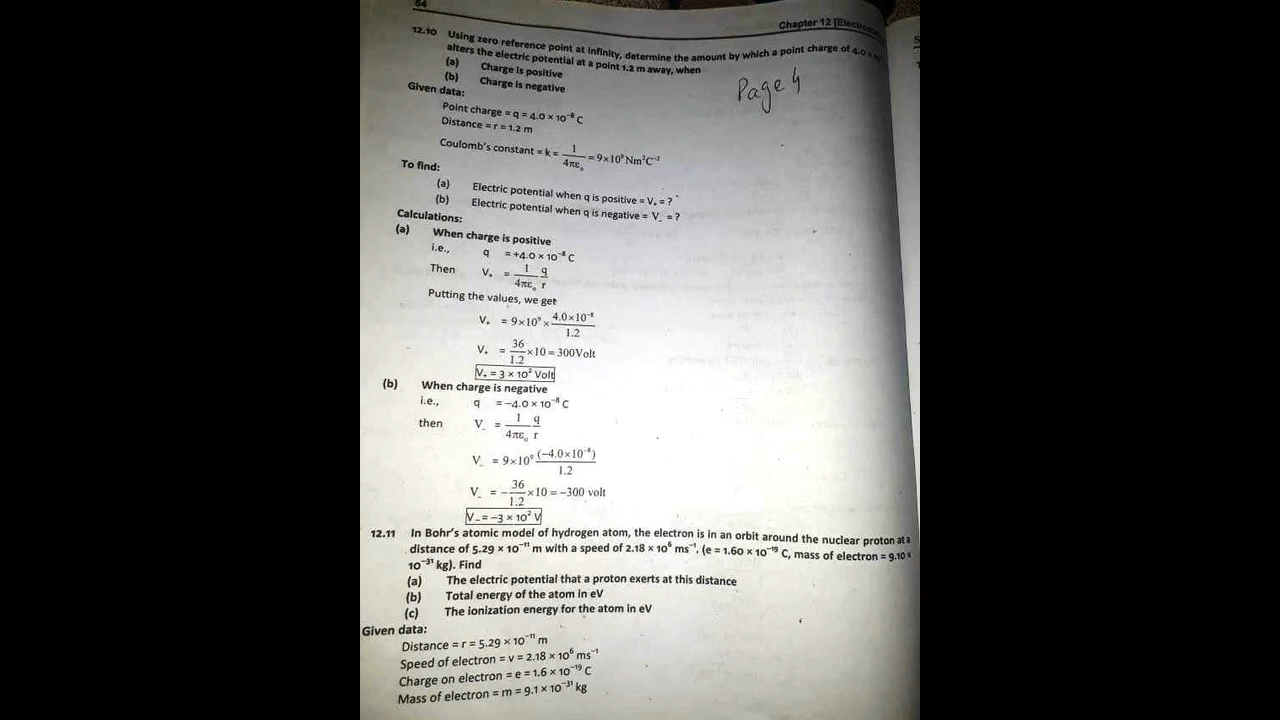 54
Chapter 12 [Electros
12.10 Using zero reference point at infinity, determine the amount by which a point charge of 4.0 ×
alters the electric potential at a point 1.2 m away, when
(a) Charge is positive
(b) Charge is negative
Page 4
Given data:
Point charge = q = 4.0 × 10⁻⁸ C
Distance = r = 1.2 m
Coulomb's constant = k = 1/4πε₀ = 9×10⁹ Nm²C⁻²
To find:
(a) Electric potential when q is positive = V₊ = ?
(b) Electric potential when q is negative = V₋ = ?
Calculations:
(a) When charge is positive
i.e., q = +4.0 × 10⁻⁸ C
Then V₊ = 1/4πε₀ q/r
Putting the values, we get
V₊ = 9×10⁹ × 4.0×10⁻⁸/1.2
V₊ = 36/1.2 ×10 = 300Volt
V₊ = 3 × 10² Volt
(b) When charge is negative
i.e., q = −4.0 × 10⁻⁸ C
then V₋ = 1/4πε₀ q/r
V₋ = 9×10⁹ (−4.0×10⁻⁸)/1.2
V₋ = −36/1.2 ×10 = −300 volt
V₋ = −3 × 10² V
12.11 In Bohr's atomic model of hydrogen atom, the electron is in an orbit around the nuclear proton at a
distance of 5.29 × 10⁻¹¹ m with a speed of 2.18 × 10⁶ ms⁻¹. (e = 1.60 × 10⁻¹⁹ C, mass of electron = 9.10 ×
10⁻³¹ kg). Find
(a) The electric potential that a proton exerts at this distance
(b) Total energy of the atom in eV
(c) The ionization energy for the atom in eV
Given data:
Distance = r = 5.29 × 10⁻¹¹ m
Speed of electron = v = 2.18 × 10⁶ ms⁻¹
Charge on electron = e = 1.6 × 10⁻¹⁹ C
Mass of electron = m = 9.1 × 10⁻³¹ kg